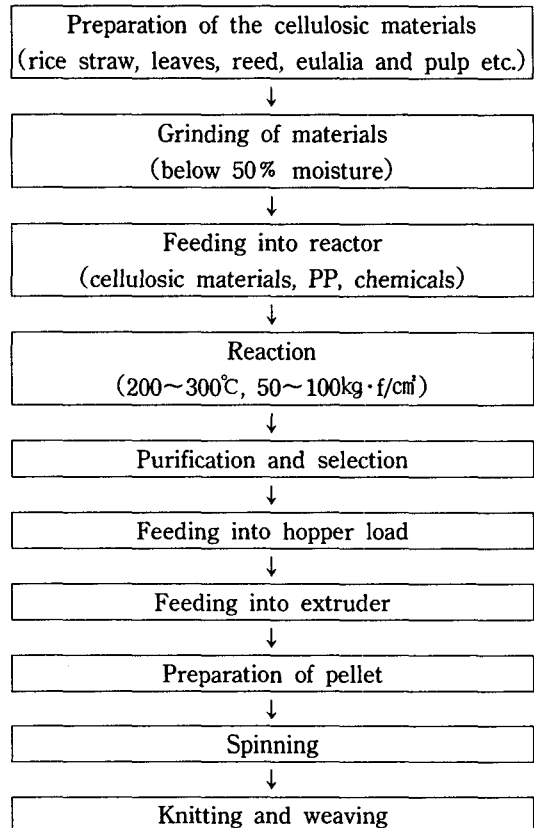 Preparation of the cellulosic materials
(rice straw, leaves, reed, eulalia and pulp etc.)
↓
Grinding of materials
(below 50% moisture)
↓
Feeding into reactor
(cellulosic materials, PP, chemicals)
↓
Reaction
(200~300℃, 50~100kg·f/㎠)
↓
Purification and selection
↓
Feeding into hopper load
↓
Feeding into extruder
↓
Preparation of pellet
↓
Spinning
↓
Knitting and weaving